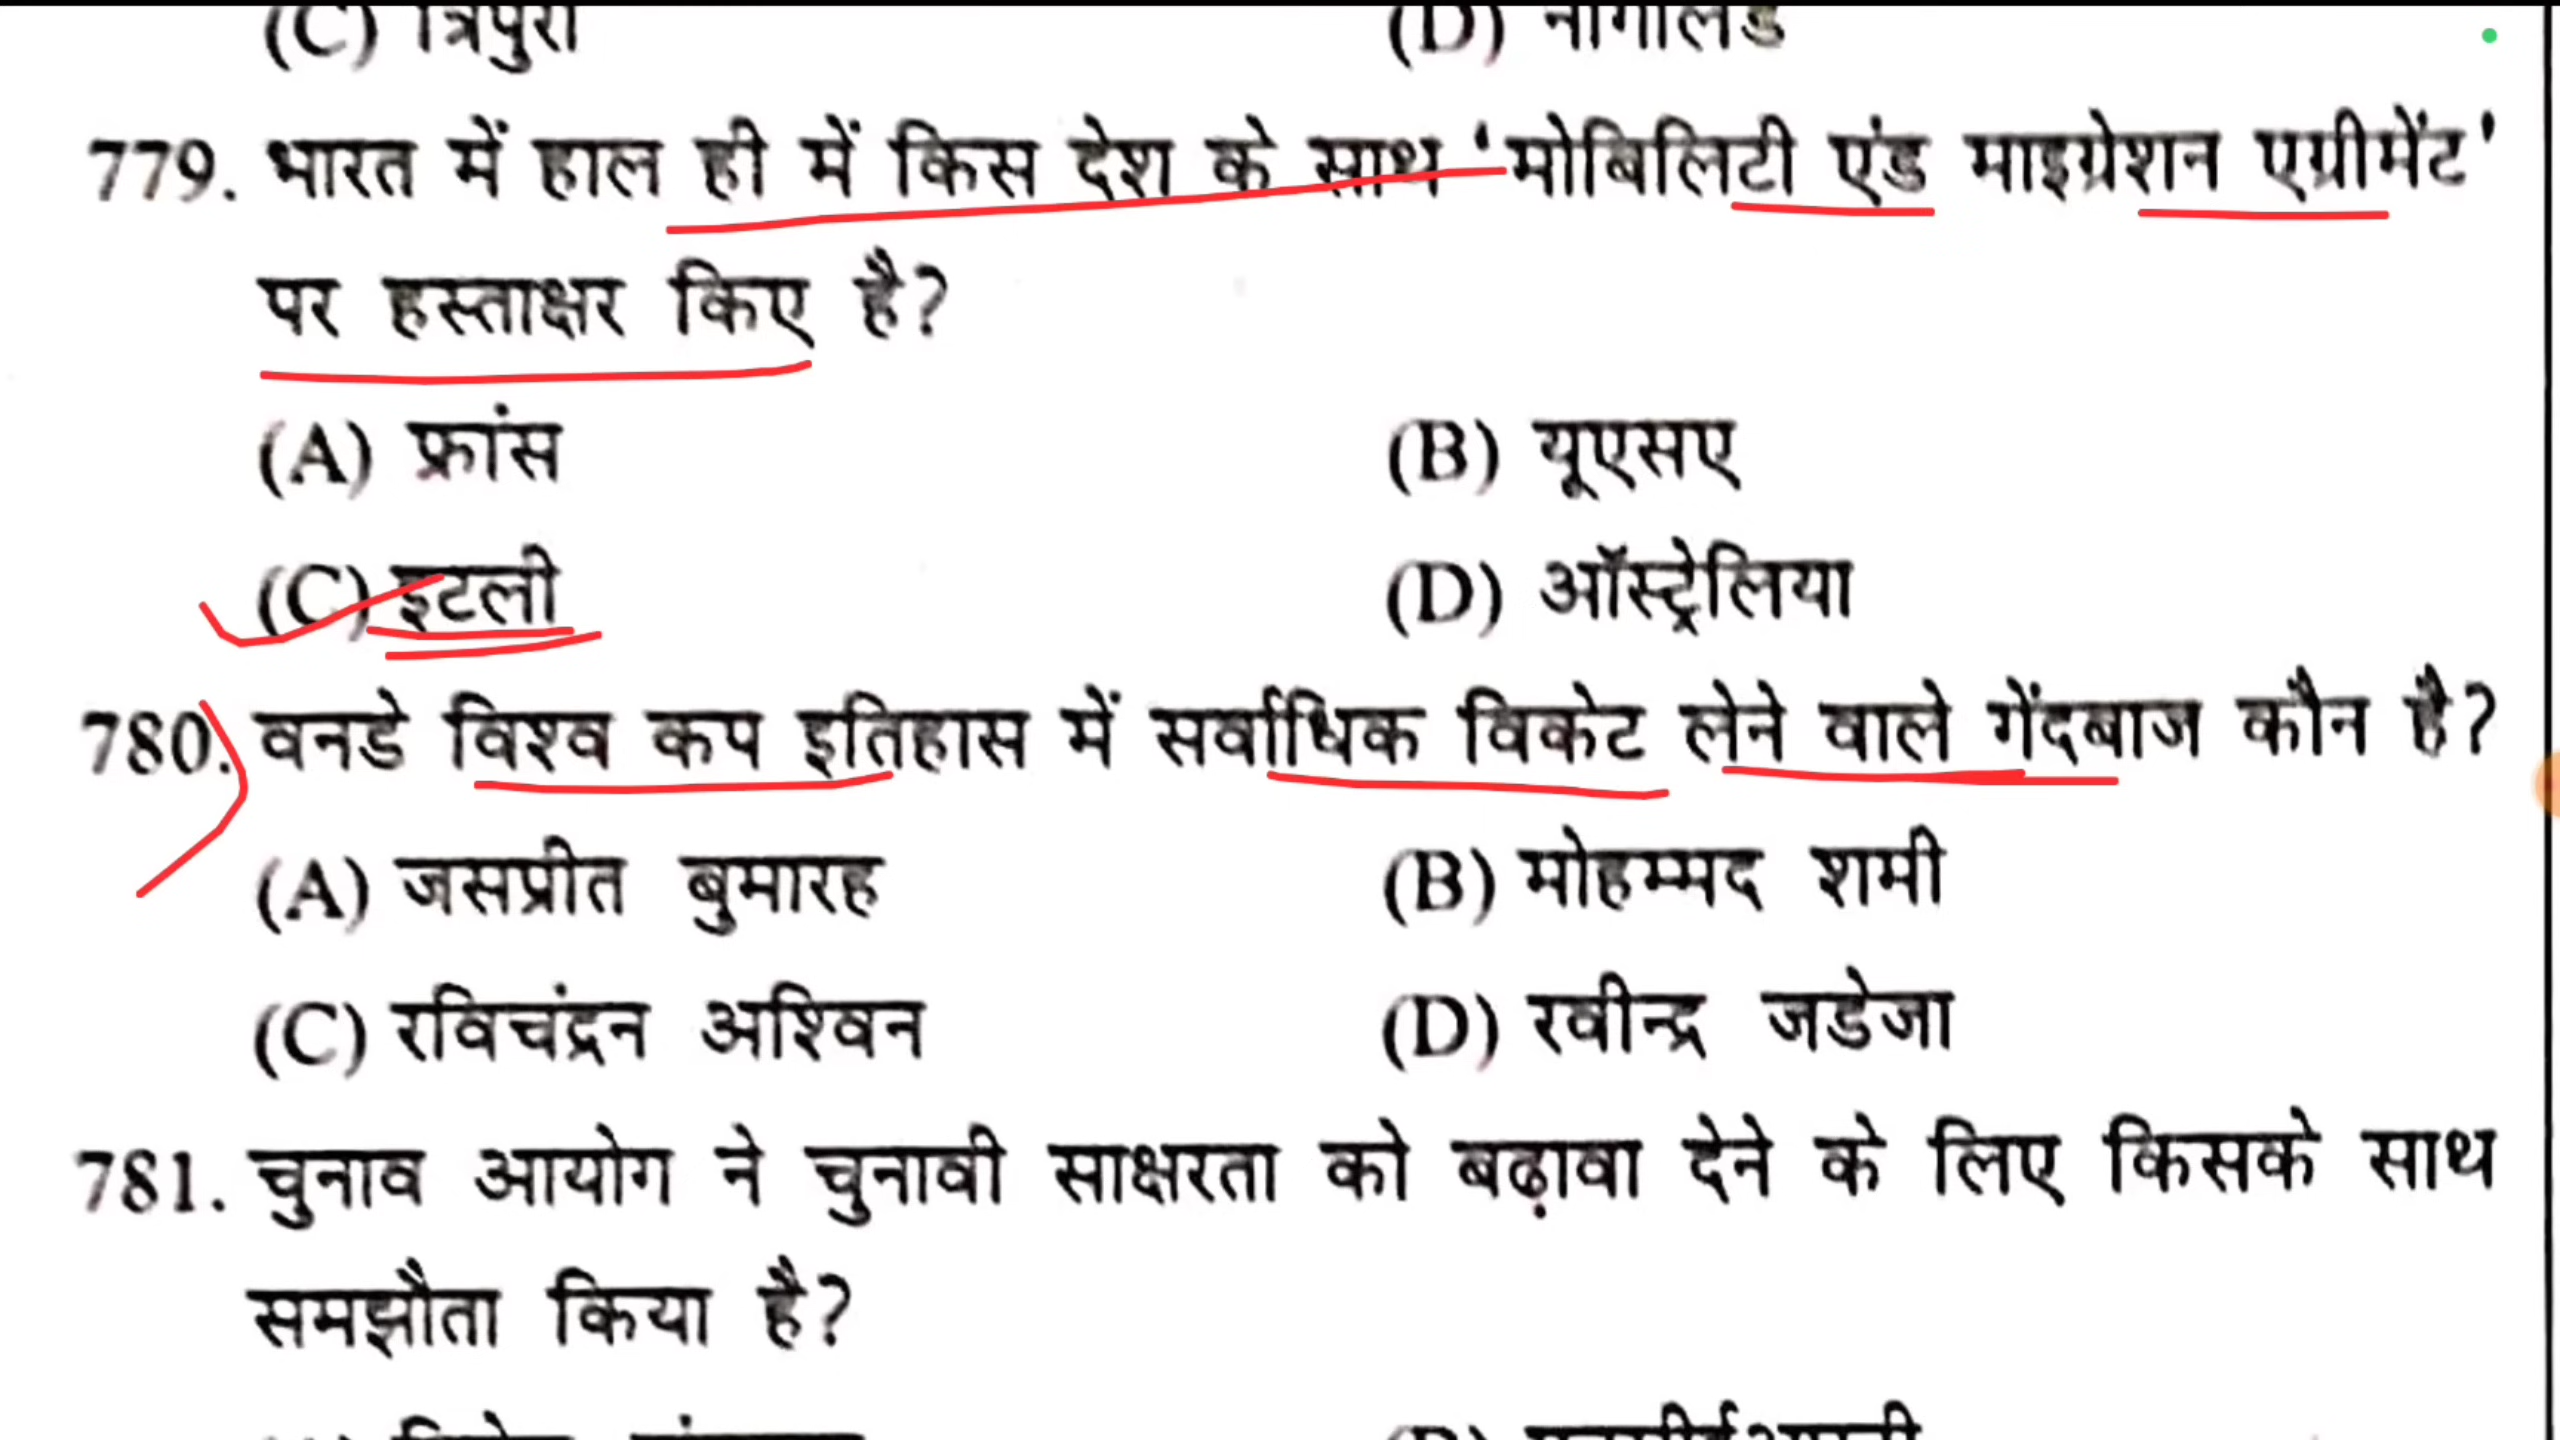 (C) त्रिपुरा (D) नागालैंड
779. भारत में हाल ही में किस देश के साथ 'मोबिलिटी एंड माइग्रेशन एग्रीमेंट'
पर हस्ताक्षर किए है?
(A) फ्रांस (B) यूएसए
(C) इटली (D) ऑस्ट्रेलिया
780. वनडे विश्व कप इतिहास में सर्वाधिक विकेट लेने वाले गेंदबाज कौन है?
(A) जसप्रीत बुमारह (B) मोहम्मद शमी
(C) रविचंद्रन अश्विन (D) रवीन्द्र जडेजा
781. चुनाव आयोग ने चुनावी साक्षरता को बढ़ावा देने के लिए किसके साथ
समझौता किया है?